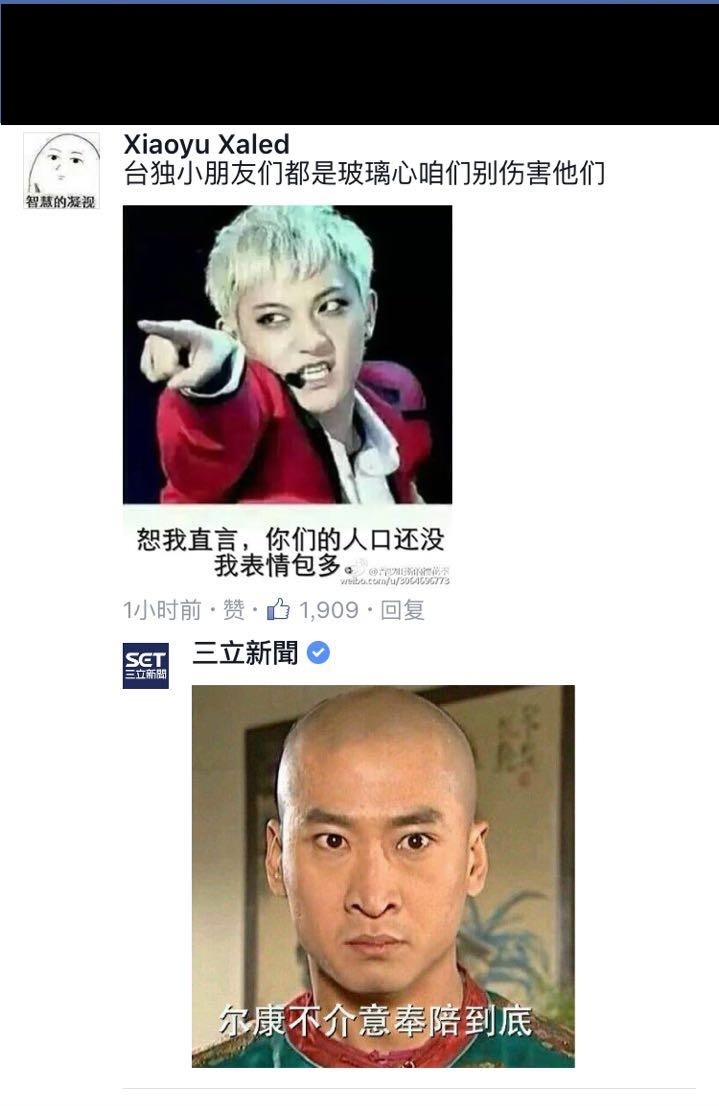 Xiaoyu Xaled
台独小朋友们都是玻璃心咱们别伤害他们
智慧的凝视
恕我直言，你们的人口还没
我表情包多
weibo.com/u/3064596773
1小时前 · 赞 · 1,909 · 回复
SET
三立新聞
三立新聞
尔康不介意奉陪到底